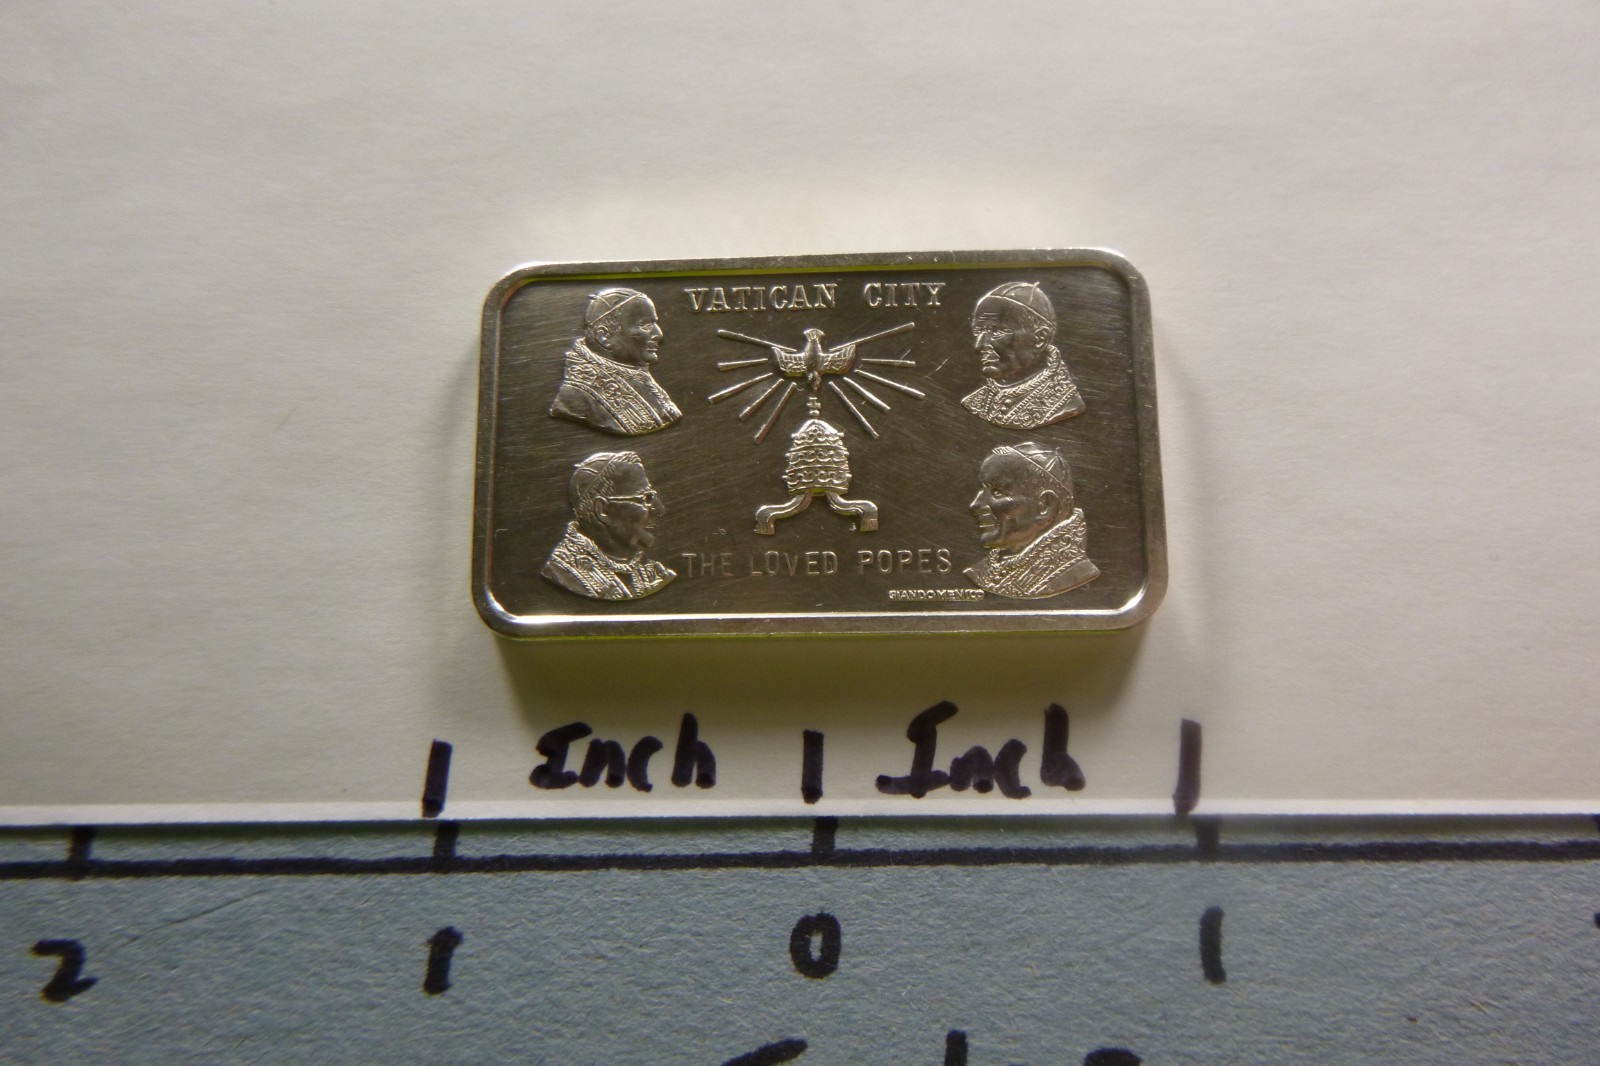 VATICAN CITY
THE LOVED POPES
GIANDOMENICO
Inch Inch
2 1 0 1